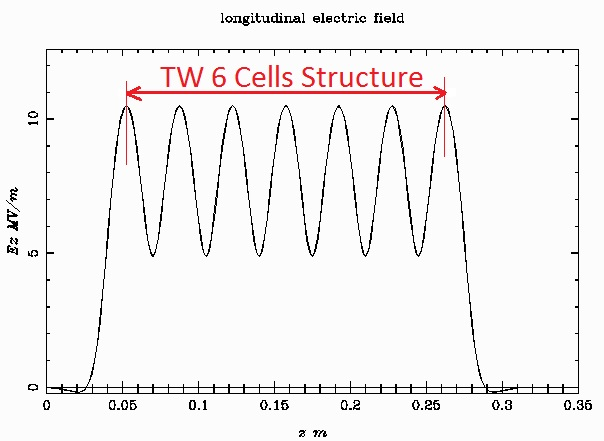 longitudinal electric field
TW 6 Cells Structure
Ez MV/m
10
5
0
0 0.05 0.1 0.15 0.2 0.25 0.3 0.35
z m